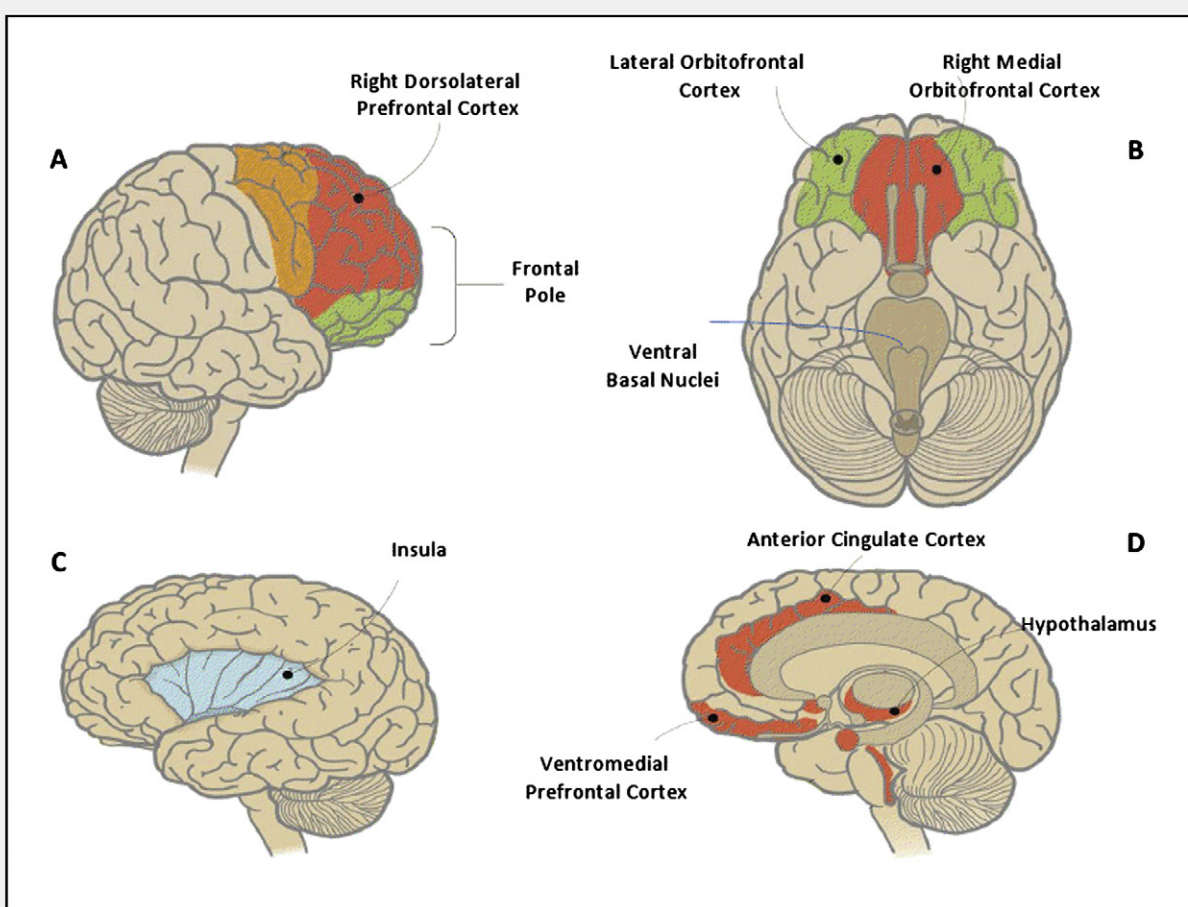 A
Right Dorsolateral
Prefrontal Cortex
Frontal
Pole
B
Lateral Orbitofrontal
Cortex
Right Medial
Orbitofrontal Cortex
Ventral
Basal Nuclei
C
Insula
D
Anterior Cingulate Cortex
Hypothalamus
Ventromedial
Prefrontal Cortex